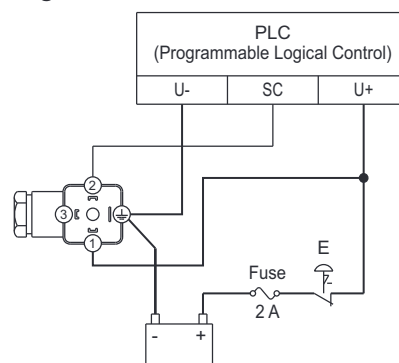 PLC
(Programmable Logical Control)
U- SC U+
2
3
1
E
Fuse
2 A
- +